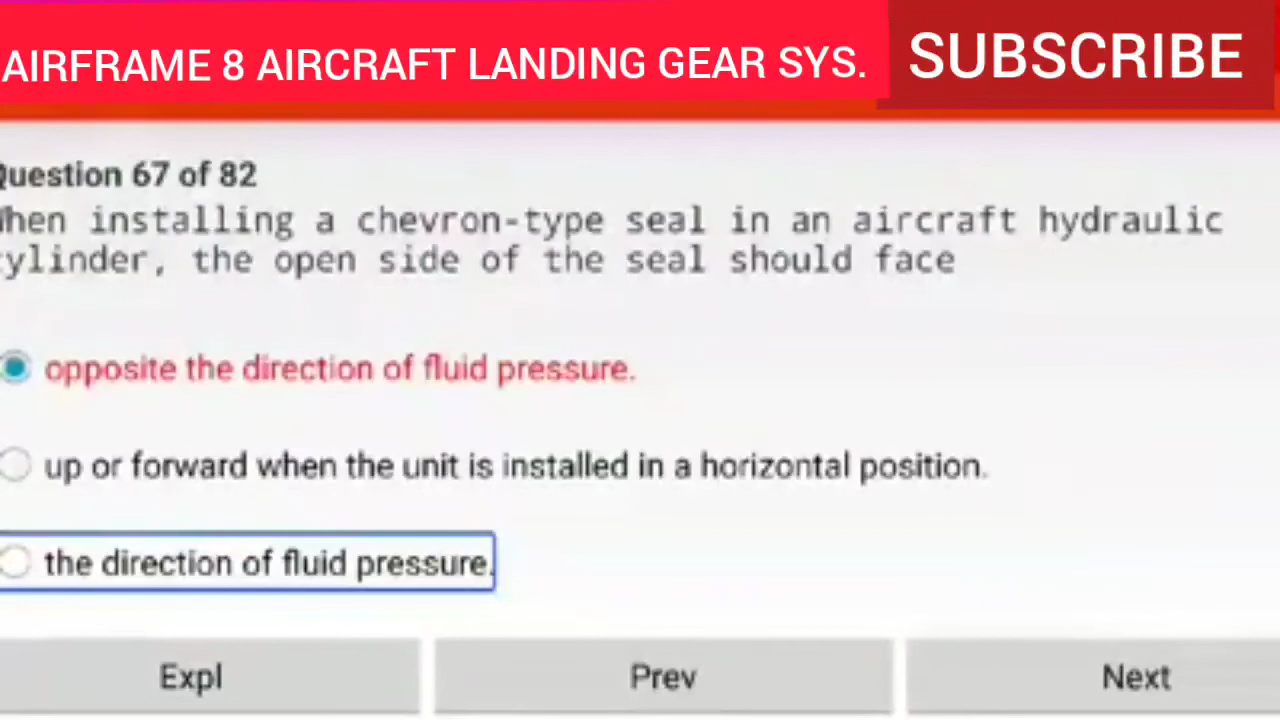 AIRFRAME 8 AIRCRAFT LANDING GEAR SYS.
SUBSCRIBE
Question 67 of 82
When installing a chevron-type seal in an aircraft hydraulic
cylinder, the open side of the seal should face
opposite the direction of fluid pressure.
up or forward when the unit is installed in a horizontal position.
the direction of fluid pressure.
Expl
Prev
Next